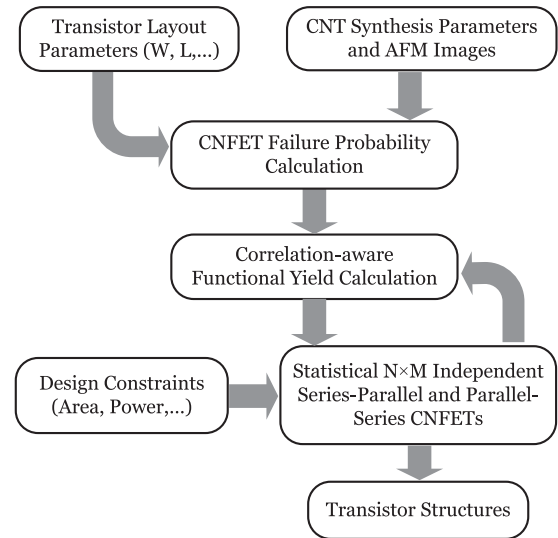 Transistor Layout
Parameters (W, L,...)
CNT Synthesis Parameters
and AFM Images
CNFET Failure Probability
Calculation
Correlation-aware
Functional Yield Calculation
Design Constraints
(Area, Power,...)
Statistical N×M Independent
Series-Parallel and Parallel-
Series CNFETs
Transistor Structures